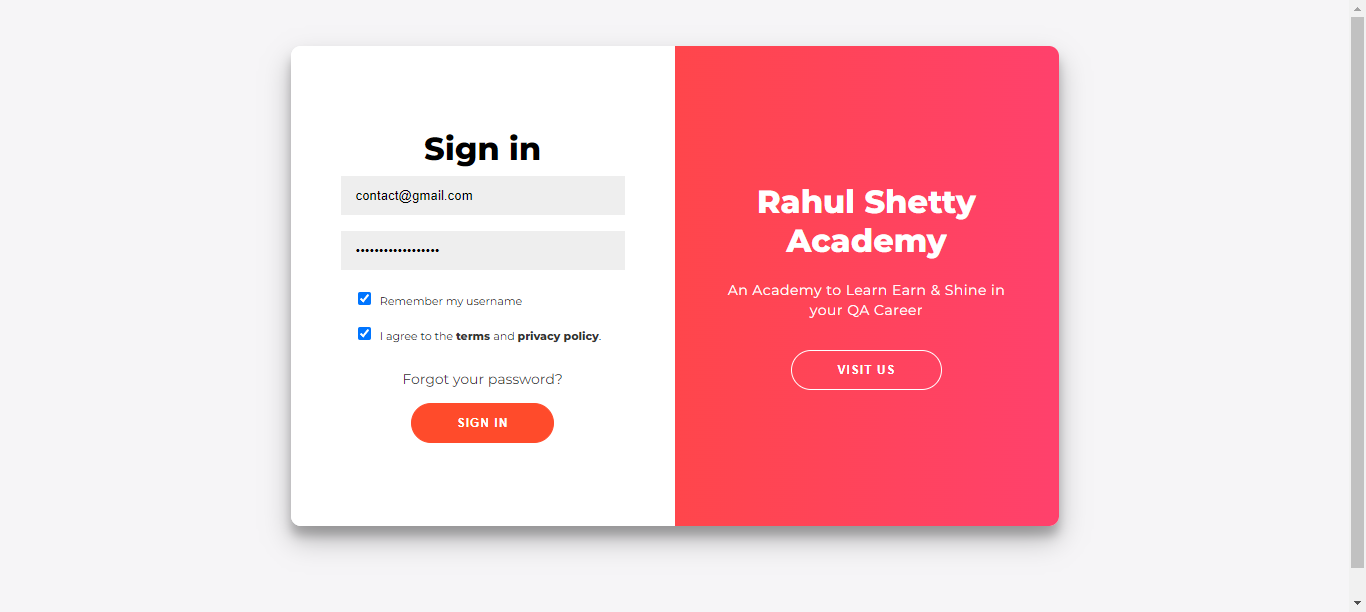 Sign in
contact@gmail.com
••••••••••••••••••
Remember my username
I agree to the terms and privacy policy.
Forgot your password?
SIGN IN
Rahul Shetty
Academy
An Academy to Learn Earn & Shine in
your QA Career
VISIT US